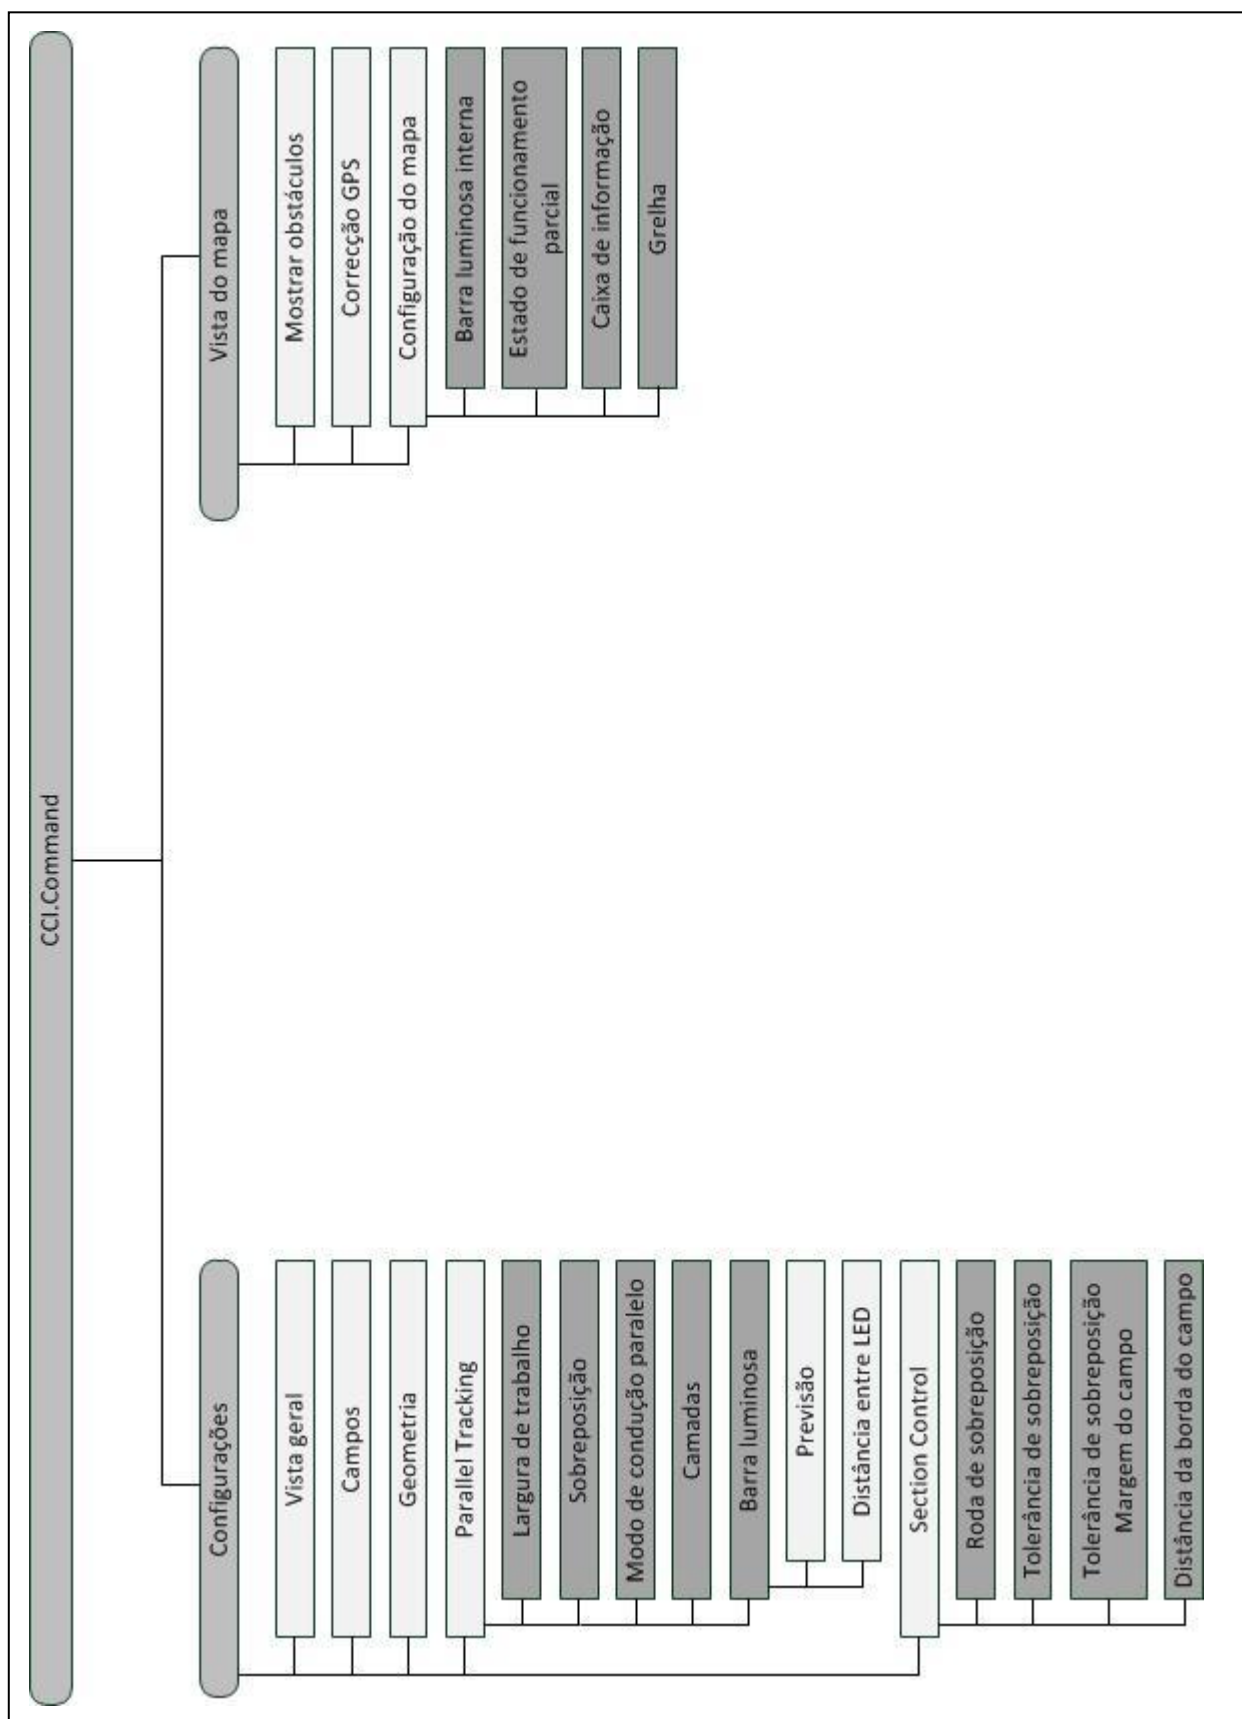 CCI.Command
Configurações
Vista geral
Campos
Geometria
Parallel Tracking
Largura de trabalho
Sobreposição
Modo de condução paralelo
Camadas
Barra luminosa
Previsão
Distância entre LED
Section Control
Roda de sobreposição
Tolerância de sobreposição
Tolerância de sobreposição
Margem do campo
Distância da borda do campo
Vista do mapa
Mostrar obstáculos
Correcção GPS
Configuração do mapa
Barra luminosa interna
Estado de funcionamento
parcial
Caixa de informação
Grelha